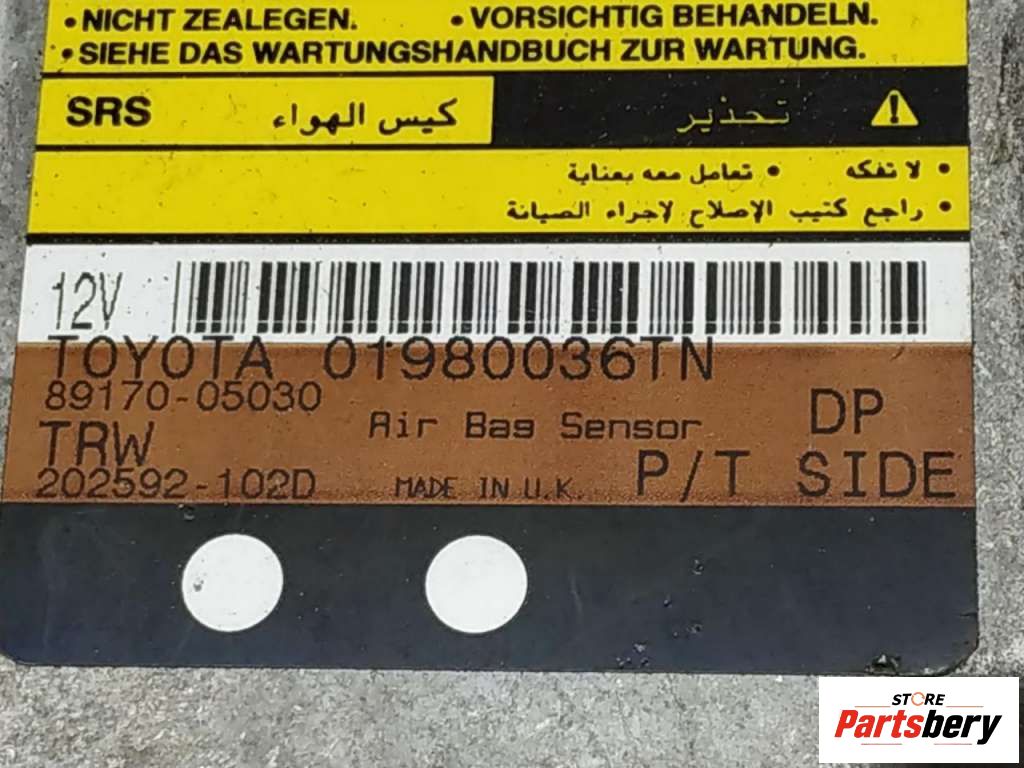 •NICHT ZEALEGEN. •VORSICHTIG BEHANDELN.
•SIEHE DAS WARTUNGSHANDBUCH ZUR WARTUNG.
SRS كيس الهواء تحذير
• لا تفكه • تعامل معه بعناية
• راجع كتيب الإصلاح لاجراء الصيانة
12V
TOYOTA 01980036TN
89170-05030
Air Bag Sensor DP
TRW
202592-102D MADE IN U.K. P/T SIDE
STORE
Partsbery